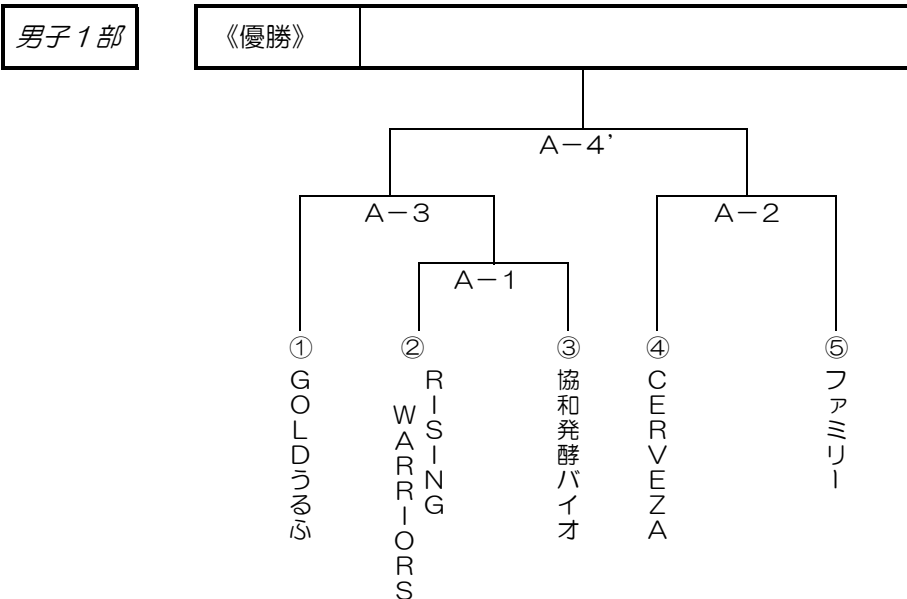 男子１部
《優勝》
Ａ－４’
Ａ－３
Ａ－２
Ａ－１
①
②
③
④
⑤
ＧＯＬＤうるふ
ＲＩＳＩＮＧ
ＷＡＲＲＩＯＲＳ
協和発酵バイオ
ＣＥＲＶＥＺＡ
ファミリー